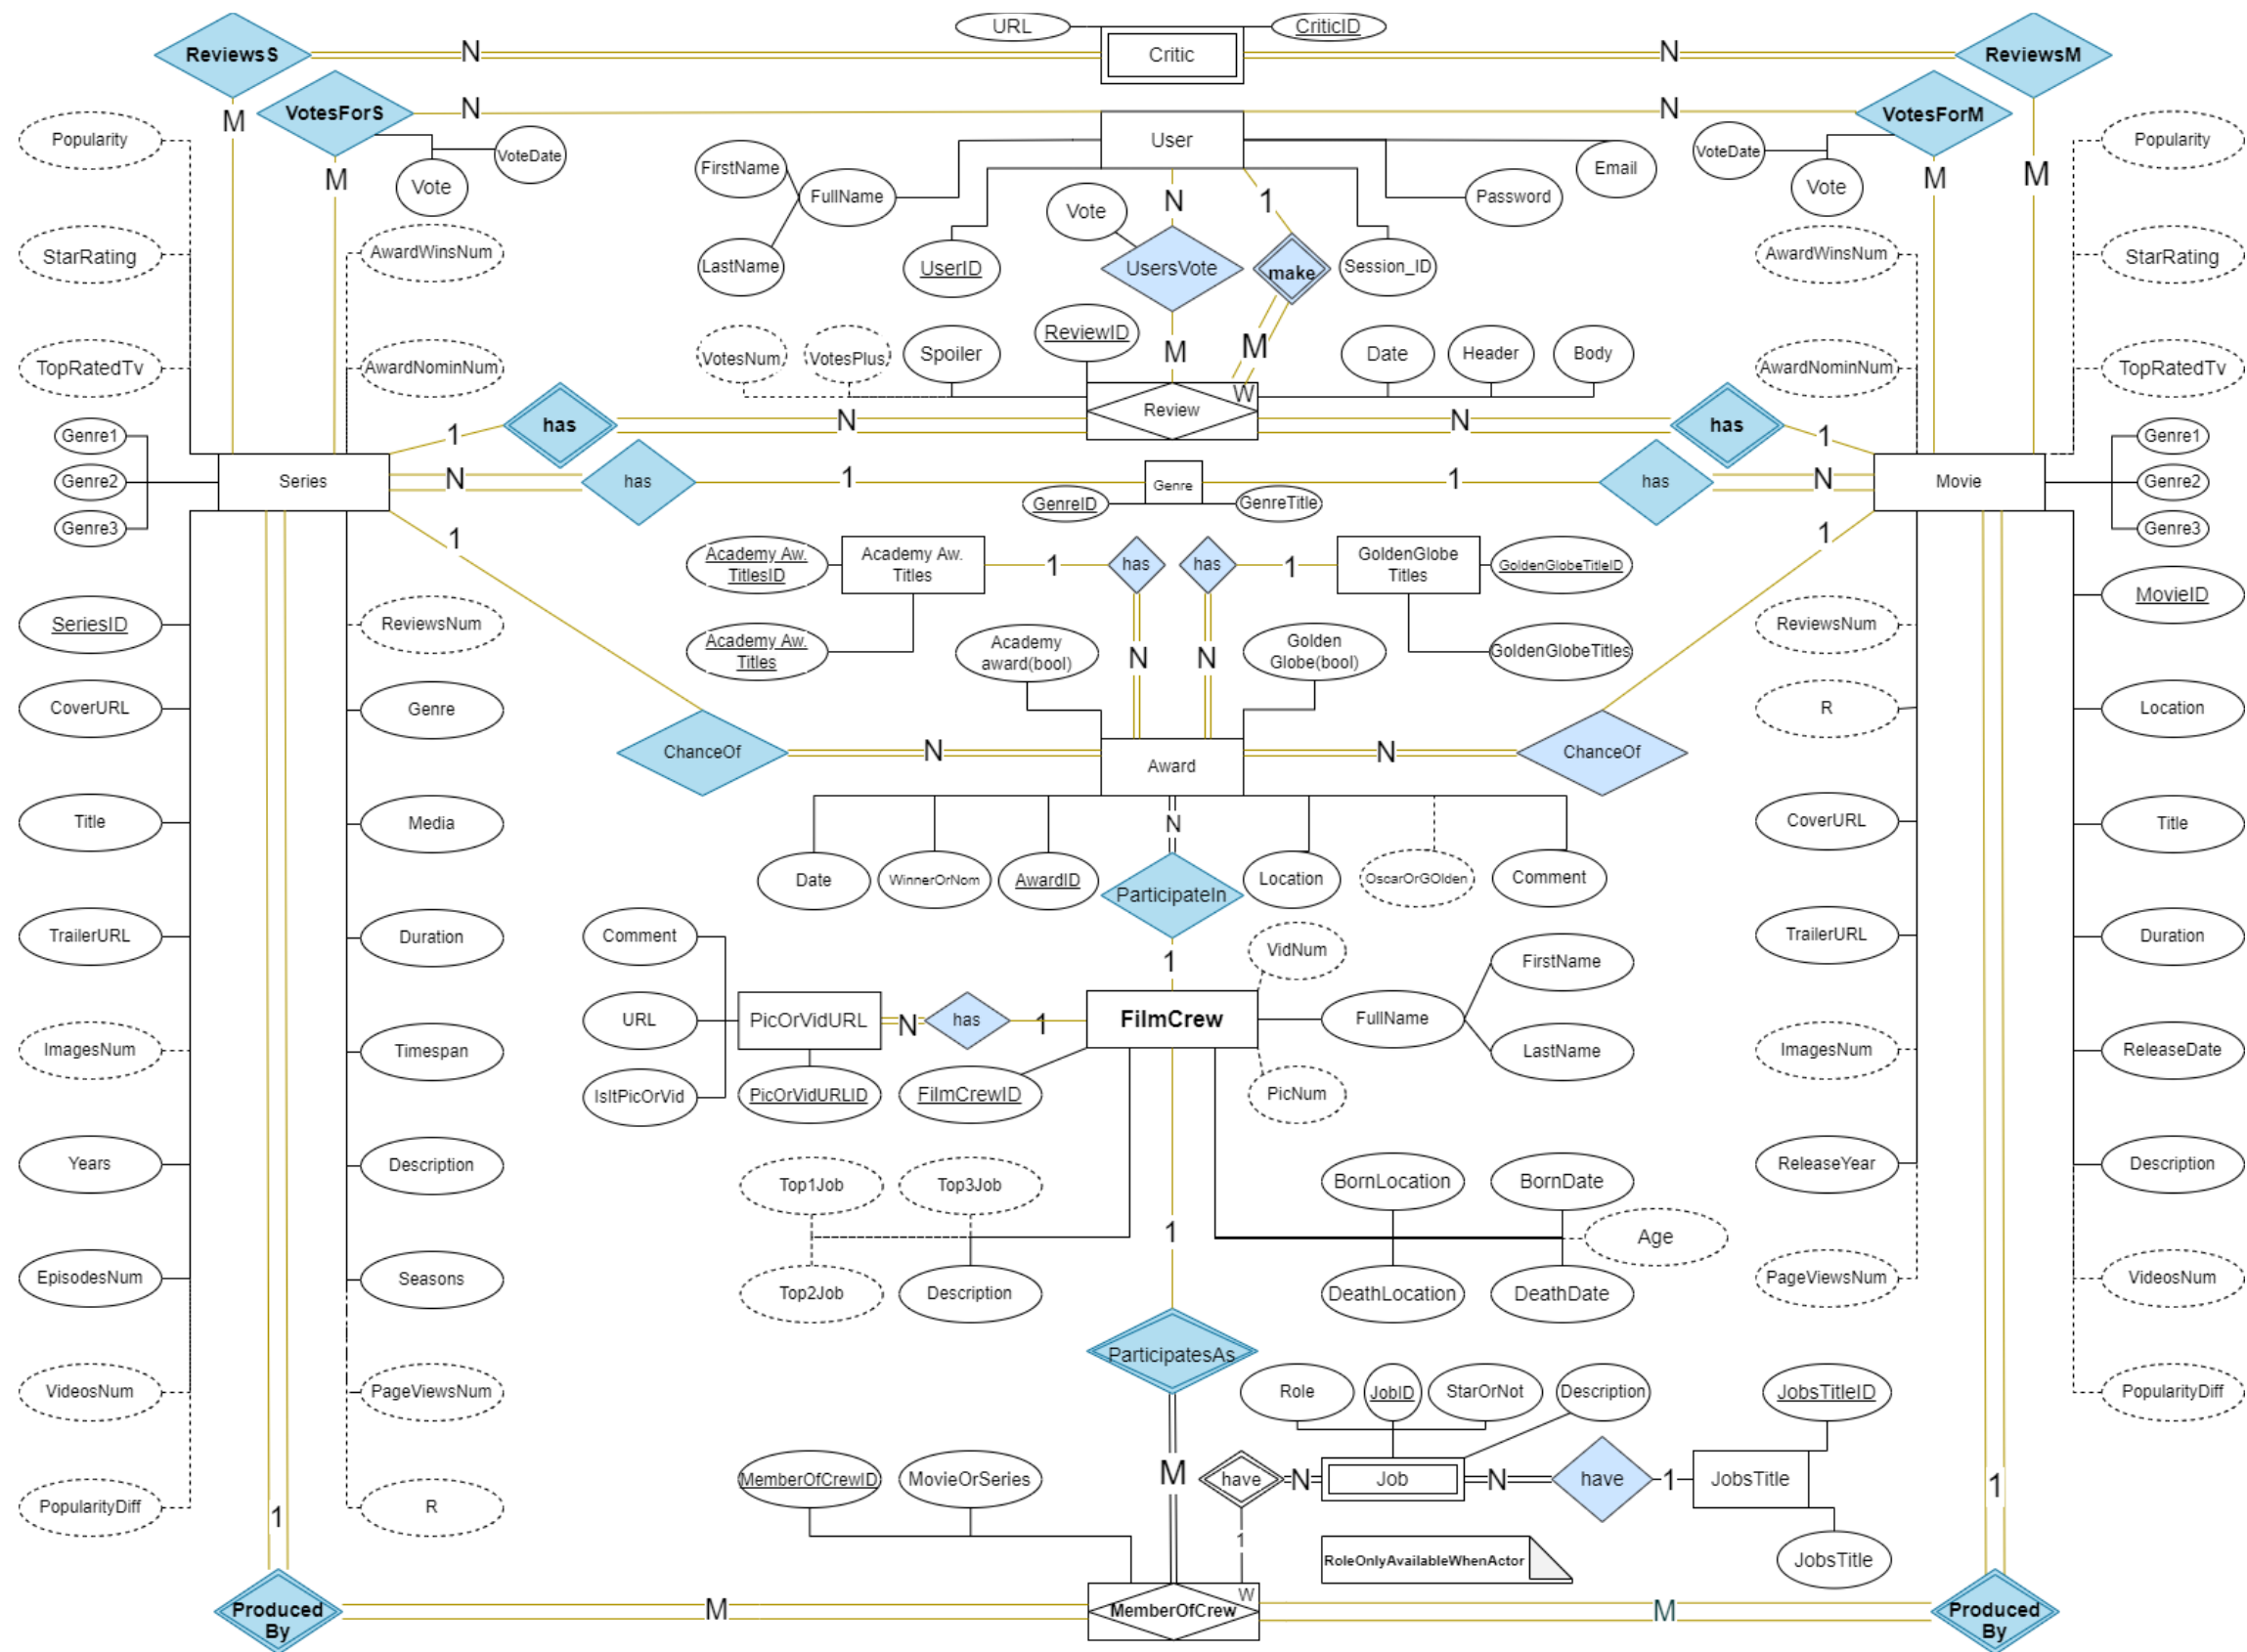 URL
CriticID
ReviewsS
N
Critic
N
ReviewsM
M
VotesForS
N
N
VotesForM
M
Popularity
VoteDate
Vote
M
User
FirstName
FullName
LastName
UserID
Vote
N
1
UsersVote
make
Session_ID
Password
Email
VoteDate
Vote
M
Popularity
StarRating
AwardWinsNum
AwardWinsNum
StarRating
TopRatedTv
AwardNominNum
VotesNum
VotesPlus
Spoiler
ReviewID
M
M
Date
Header
Body
AwardNominNum
TopRatedTv
W
Review
1
has
N
N
has
1
Genre1
Genre2
Genre3
Series
N
has
1
Genre
1
has
N
Movie
Genre1
Genre2
Genre3
GenreID
GenreTitle
1
1
Academy Aw.
TitlesID
Academy Aw.
Titles
1
has
has
1
GoldenGlobe
Titles
GoldenGlobeTitleID
SeriesID
ReviewsNum
Academy Aw.
Titles
Academy
award(bool)
N
N
Golden
Globe(bool)
GoldenGlobeTitles
ReviewsNum
MovieID
CoverURL
Genre
R
Location
ChanceOf
N
Award
N
ChanceOf
Title
Media
N
CoverURL
Title
Date
WinnerOrNom
AwardID
ParticipateIn
Location
OscarOrGOlden
Comment
TrailerURL
Duration
Comment
1
VidNum
FirstName
TrailerURL
Duration
URL
PicOrVidURL
N
has
1
FilmCrew
FullName
LastName
ImagesNum
Timespan
IsItPicOrVid
PicOrVidURLID
FilmCrewID
PicNum
ImagesNum
ReleaseDate
Years
Description
Top1Job
Top3Job
BornLocation
BornDate
ReleaseYear
Description
1
Age
EpisodesNum
Seasons
Top2Job
Description
DeathLocation
DeathDate
PageViewsNum
VideosNum
ParticipatesAs
VideosNum
PageViewsNum
Role
JobID
StarOrNot
Description
JobsTitleID
PopularityDiff
MemberOfCrewID
MovieOrSeries
M
have
N
Job
N
have
1
JobsTitle
PopularityDiff
R
1
1
1
RoleOnlyAvailableWhenActor
JobsTitle
Produced
By
M
MemberOfCrew
W
M
Produced
By